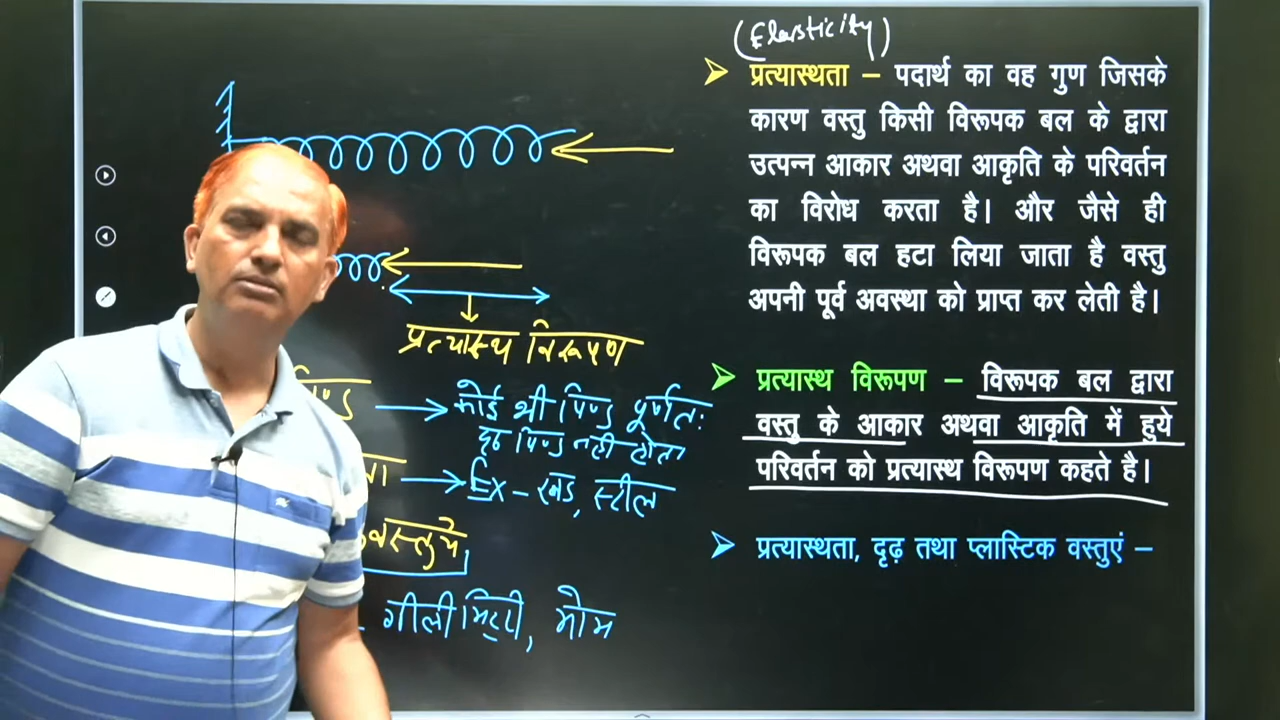 (Elasticity)
➤ प्रत्यास्थता – पदार्थ का वह गुण जिसके
कारण वस्तु किसी विरूपक बल के द्वारा
उत्पन्न आकार अथवा आकृति के परिवर्तन
का विरोध करता है। और जैसे ही
विरूपक बल हटा लिया जाता है वस्तु
अपनी पूर्व अवस्था को प्राप्त कर लेती है।
➤ प्रत्यास्थ विरूपण – विरूपक बल द्वारा
वस्तु के आकार अथवा आकृति में हुये
परिवर्तन को प्रत्यास्थ विरूपण कहते है।
➤ प्रत्यास्थता, दृढ़ तथा प्लास्टिक वस्तुएं –
प्रत्यास्थ विरूपण
कोई भी पिण्ड पूर्णतः
दृढ़ पिण्ड नही होता
Ex – रबड, स्टील
वस्तुये
गीली मिट्टी, मोम